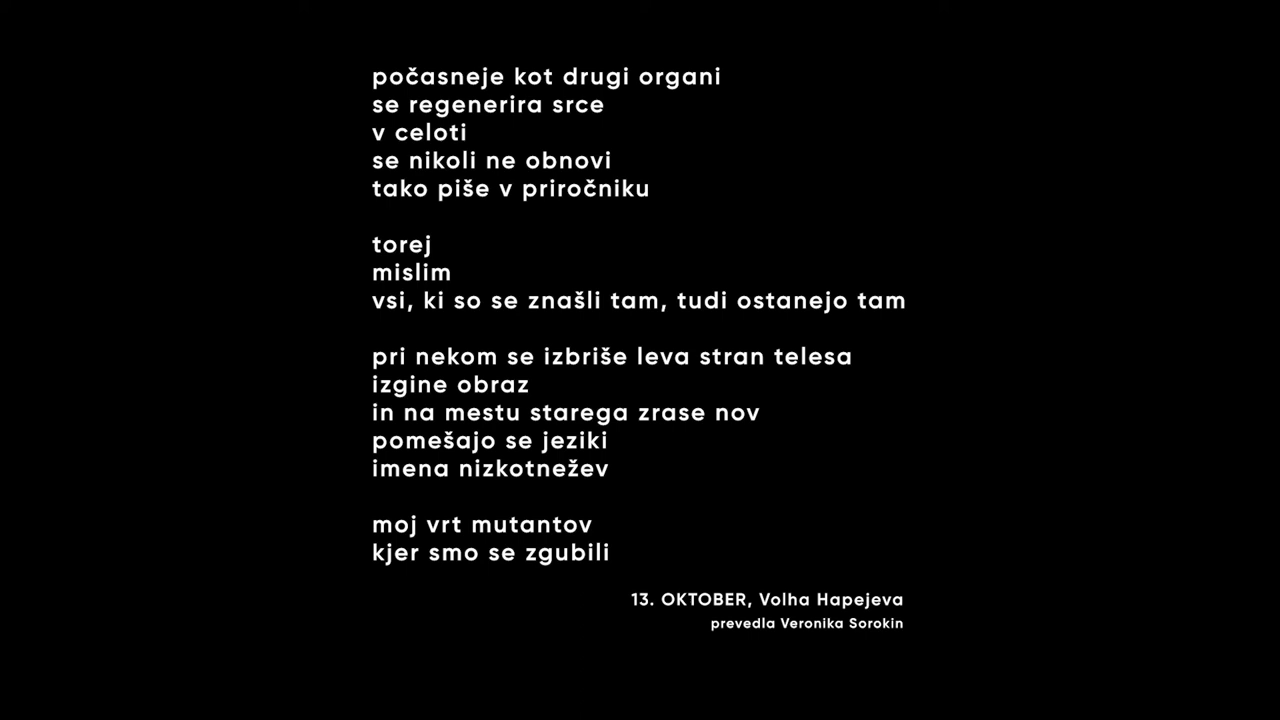 počasneje kot drugi organi
se regenerira srce
v celoti
se nikoli ne obnovi
tako piše v priročniku
torej
mislim
vsi, ki so se znašli tam, tudi ostanejo tam
pri nekom se izbriše leva stran telesa
izgine obraz
in na mestu starega zrase nov
pomešajo se jeziki
imena nizkotnežev
moj vrt mutantov
kjer smo se zgubili
13. OKTOBER, Volha Hapejeva
prevedla Veronika Sorokin